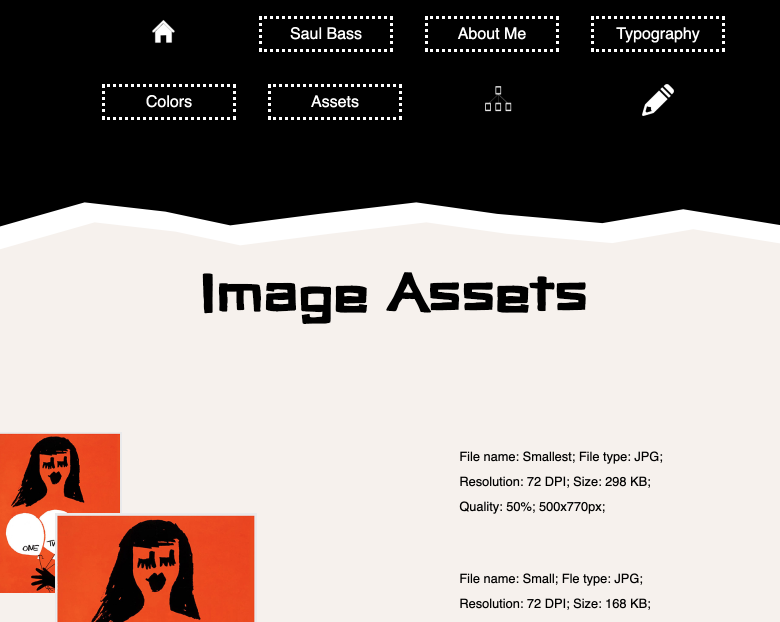 Saul Bass
About Me
Typography
Colors
Assets
Image Assets
ONE
File name: Smallest; File type: JPG;
Resolution: 72 DPI; Size: 298 KB;
Quality: 50%; 500x770px;
File name: Small; Fle type: JPG;
Resolution: 72 DPI; Size: 168 KB;